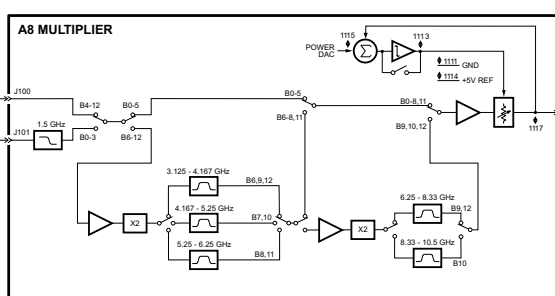 A8 MULTIPLIER
1115
1113
POWER
DAC
Σ
1111 GND
1114 +5V REF
J100
B4-12
B0-5
B0-5
B0-8,11
1.5 GHz
J101
B0-3
B6-12
B6-8,11
B9,10,12
1117
3.125 - 4.167 GHz
B6,9,12
6.25 - 8.33 GHz
4.167 - 5.25 GHz
B9,12
X2
B7,10
X2
5.25 - 6.25 GHz
8.33 - 10.5 GHz
B8,11
B10